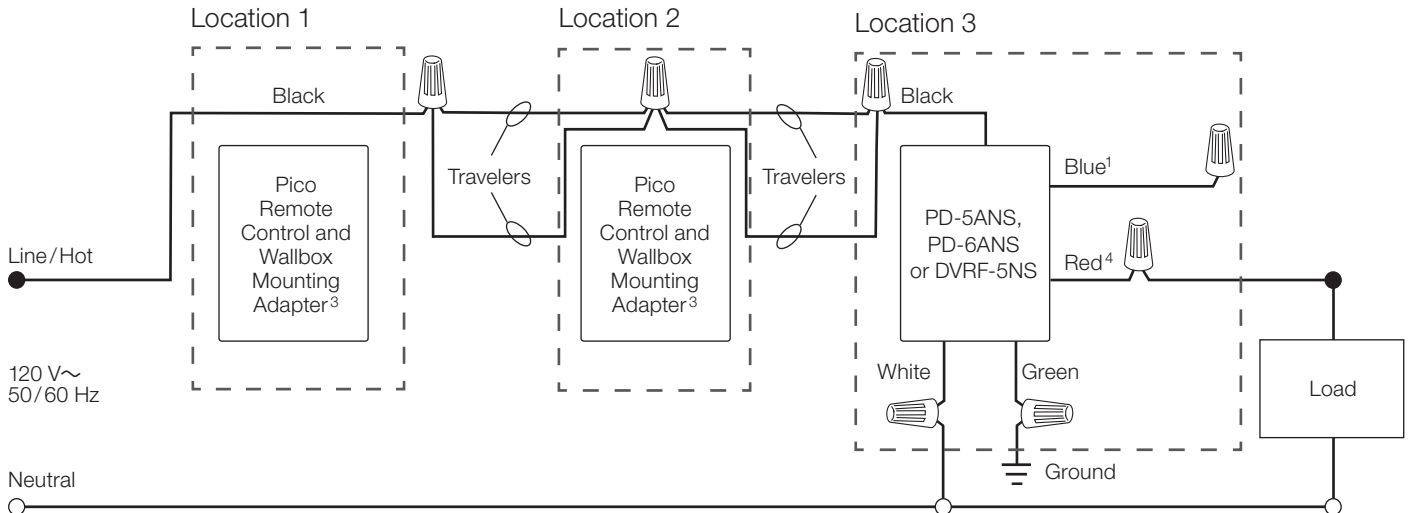 Location 1
Location 2
Location 3
Black
Black
Blue¹
Travelers
Travelers
Pico
Remote
Control and
Wallbox
Mounting
Adapter³
Pico
Remote
Control and
Wallbox
Mounting
Adapter³
PD-5ANS,
PD-6ANS
or DVRF-5NS
Line/Hot
Red⁴
120 V~
50/60 Hz
White
Green
Load
Ground
Neutral